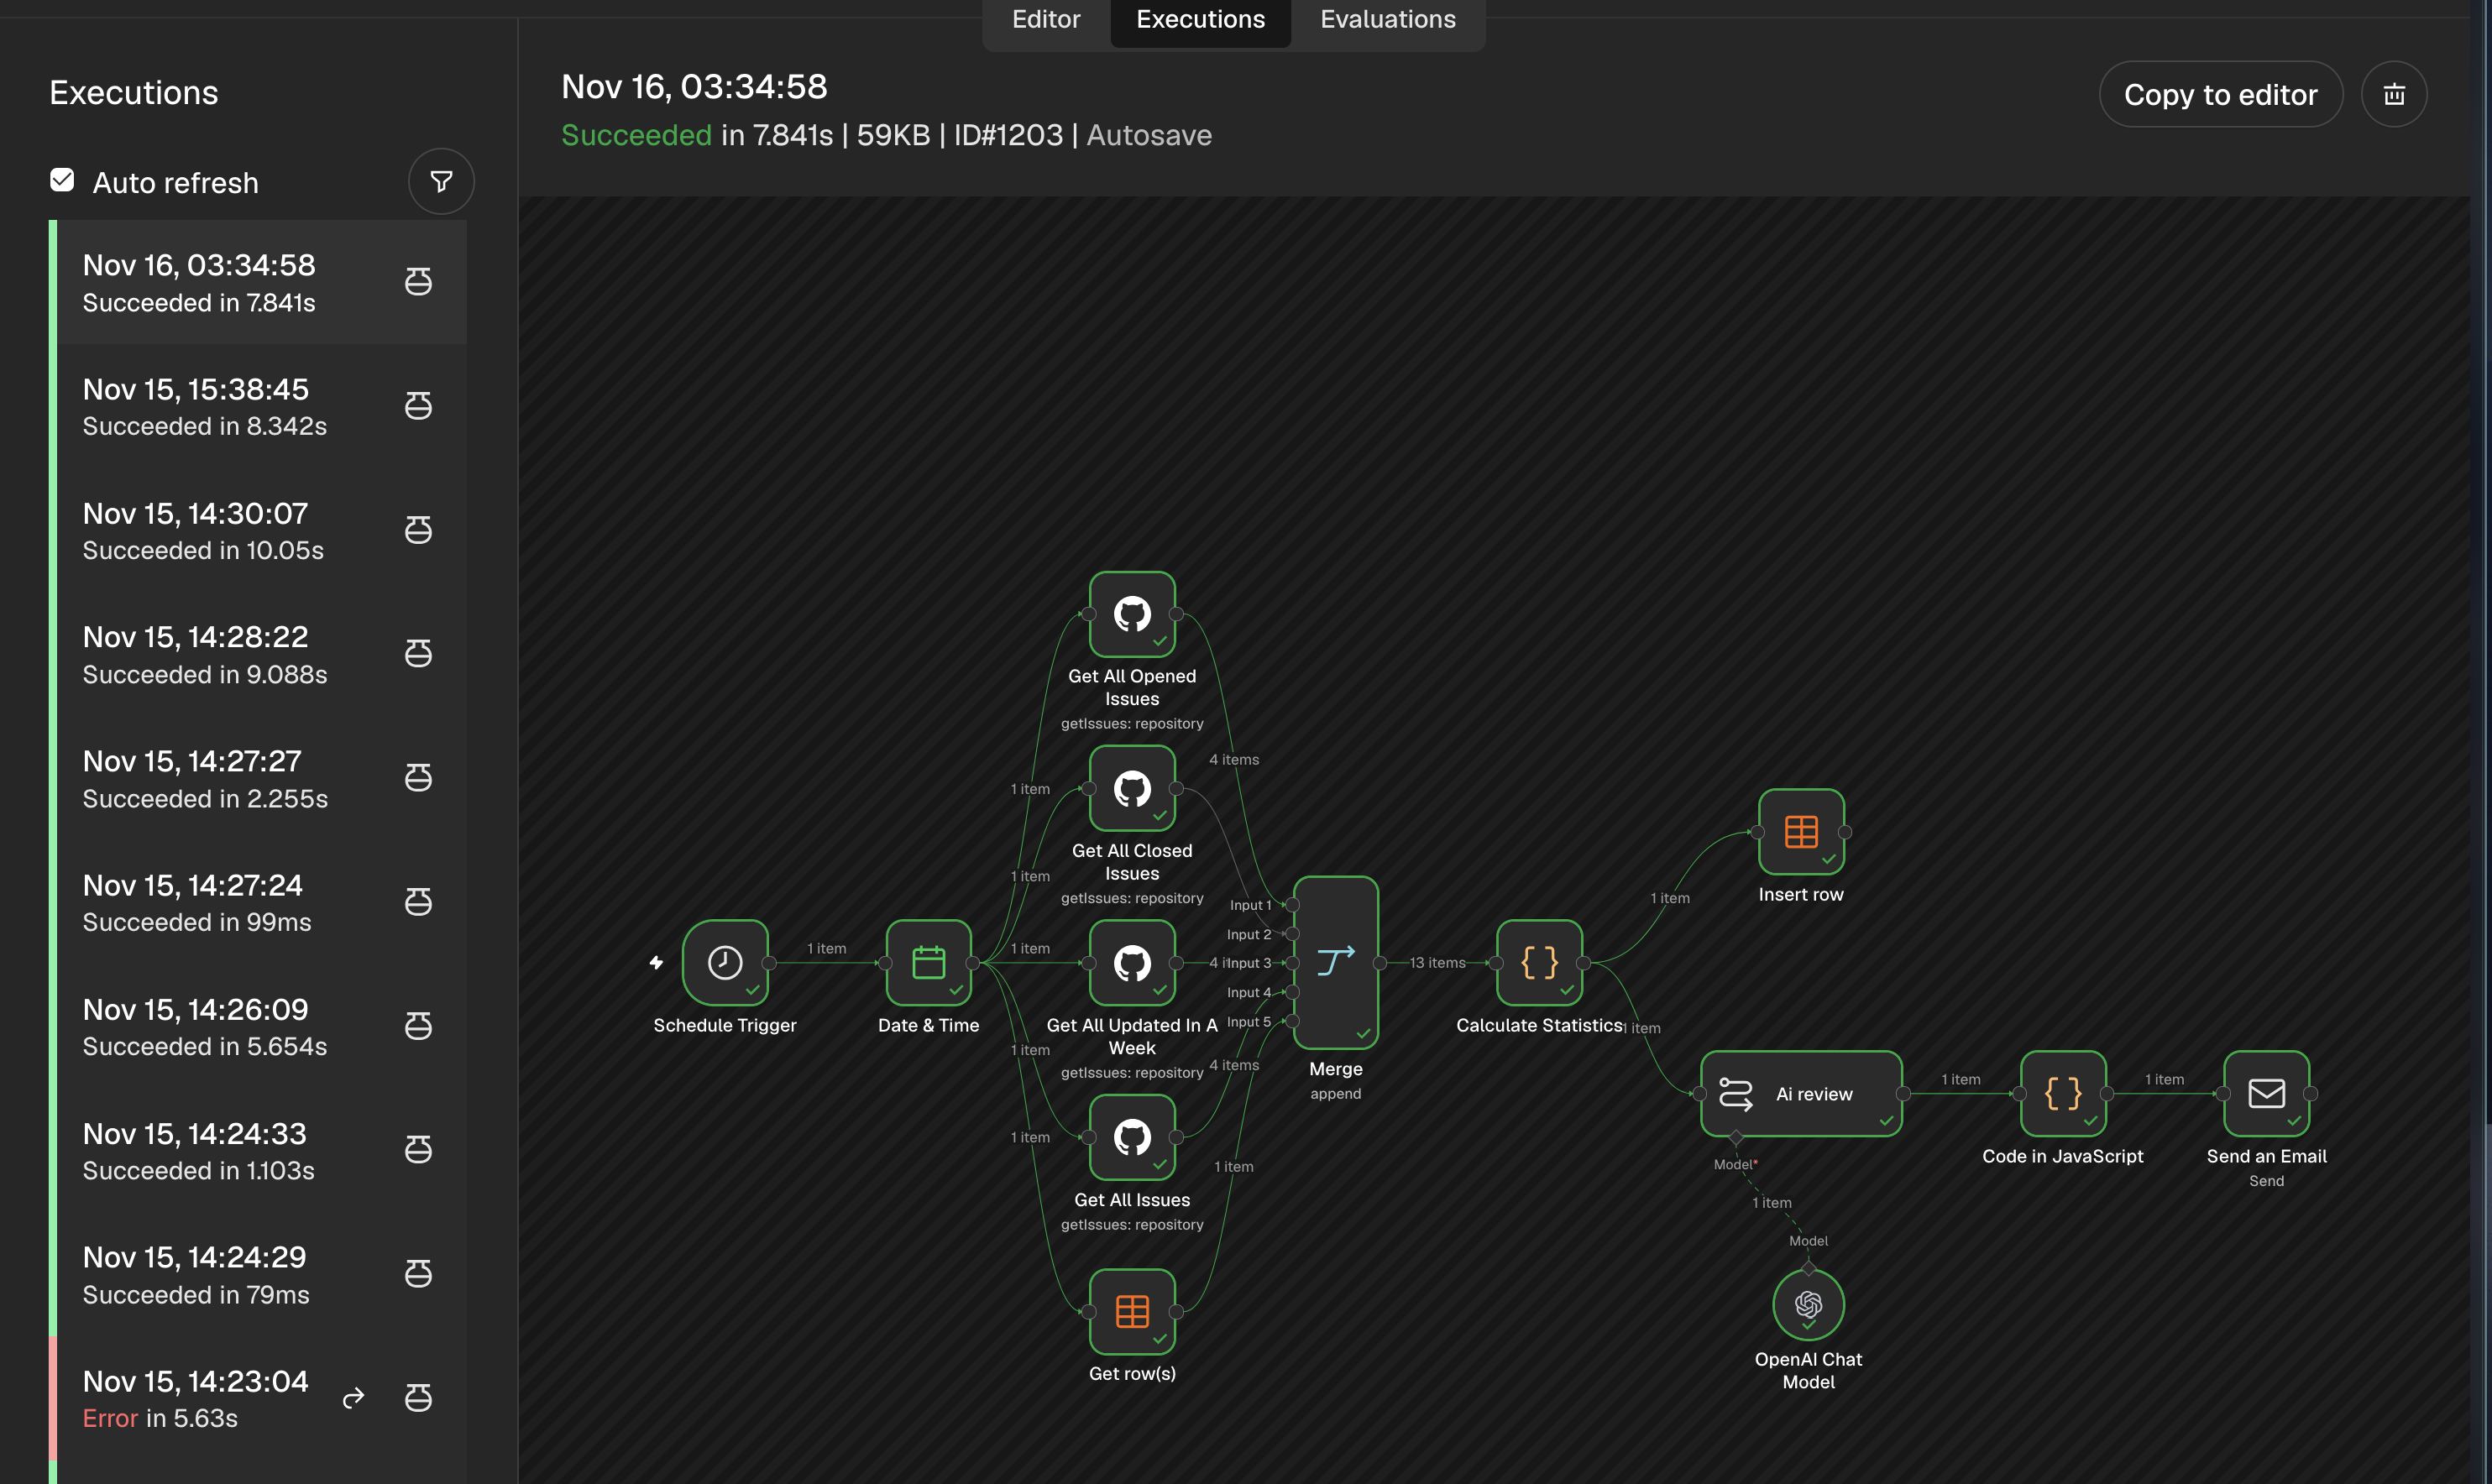 Editor
Executions
Evaluations
Executions
Auto refresh
Nov 16, 03:34:58
Succeeded in 7.841s
Nov 15, 15:38:45
Succeeded in 8.342s
Nov 15, 14:30:07
Succeeded in 10.05s
Nov 15, 14:28:22
Succeeded in 9.088s
Nov 15, 14:27:27
Succeeded in 2.255s
Nov 15, 14:27:24
Succeeded in 99ms
Nov 15, 14:26:09
Succeeded in 5.654s
Nov 15, 14:24:33
Succeeded in 1.103s
Nov 15, 14:24:29
Succeeded in 79ms
Nov 15, 14:23:04
Error in 5.63s
Nov 16, 03:34:58
Succeeded in 7.841s | 59KB | ID#1203 | Autosave
Copy to editor
Schedule Trigger
1 item
Date & Time
1 item
1 item
1 item
1 item
1 item
Get All Opened
Issues
getIssues: repository
Get All Closed
Issues
getIssues: repository
Get All Updated In A
Week
getIssues: repository
Get All Issues
getIssues: repository
Get row(s)
4 items
4 i
4 items
1 item
Input 1
Input 2
Input 3
Input 4
Input 5
Merge
append
13 items
Calculate Statistics
1 item
1 item
Insert row
Ai review
Model*
1 item
Model
OpenAI Chat
Model
1 item
Code in JavaScript
1 item
Send an Email
Send